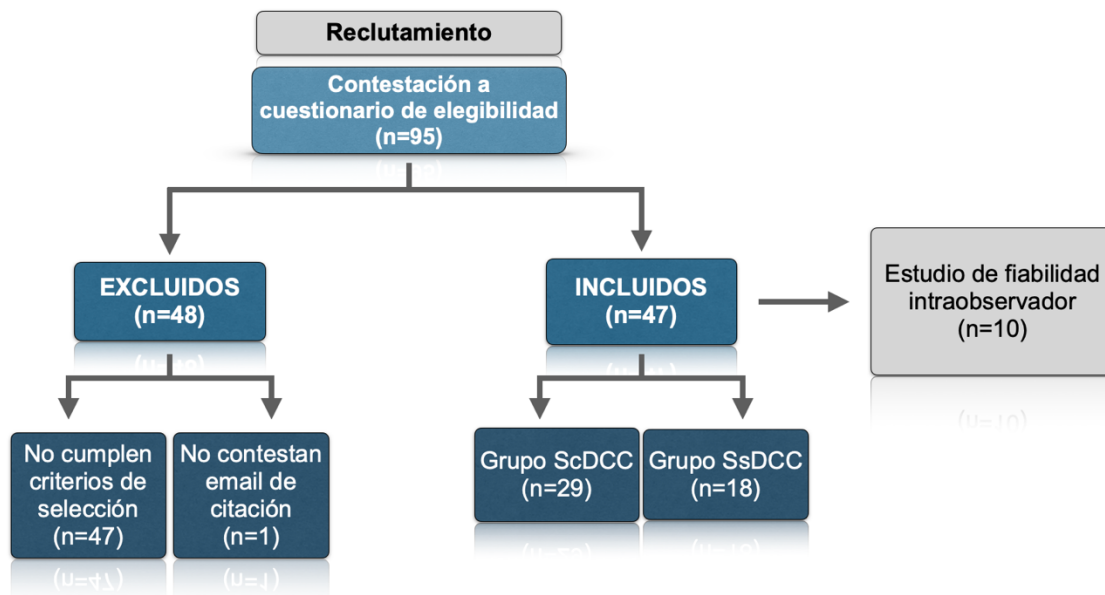 Reclutamiento
Contestación a
cuestionario de elegibilidad
(n=95)
EXCLUIDOS
(n=48)
INCLUIDOS
(n=47)
Estudio de fiabilidad
intraobservador
(n=10)
No cumplen
criterios de
selección
(n=47)
No contestan
email de
citación
(n=1)
Grupo ScDCC
(n=29)
Grupo SsDCC
(n=18)